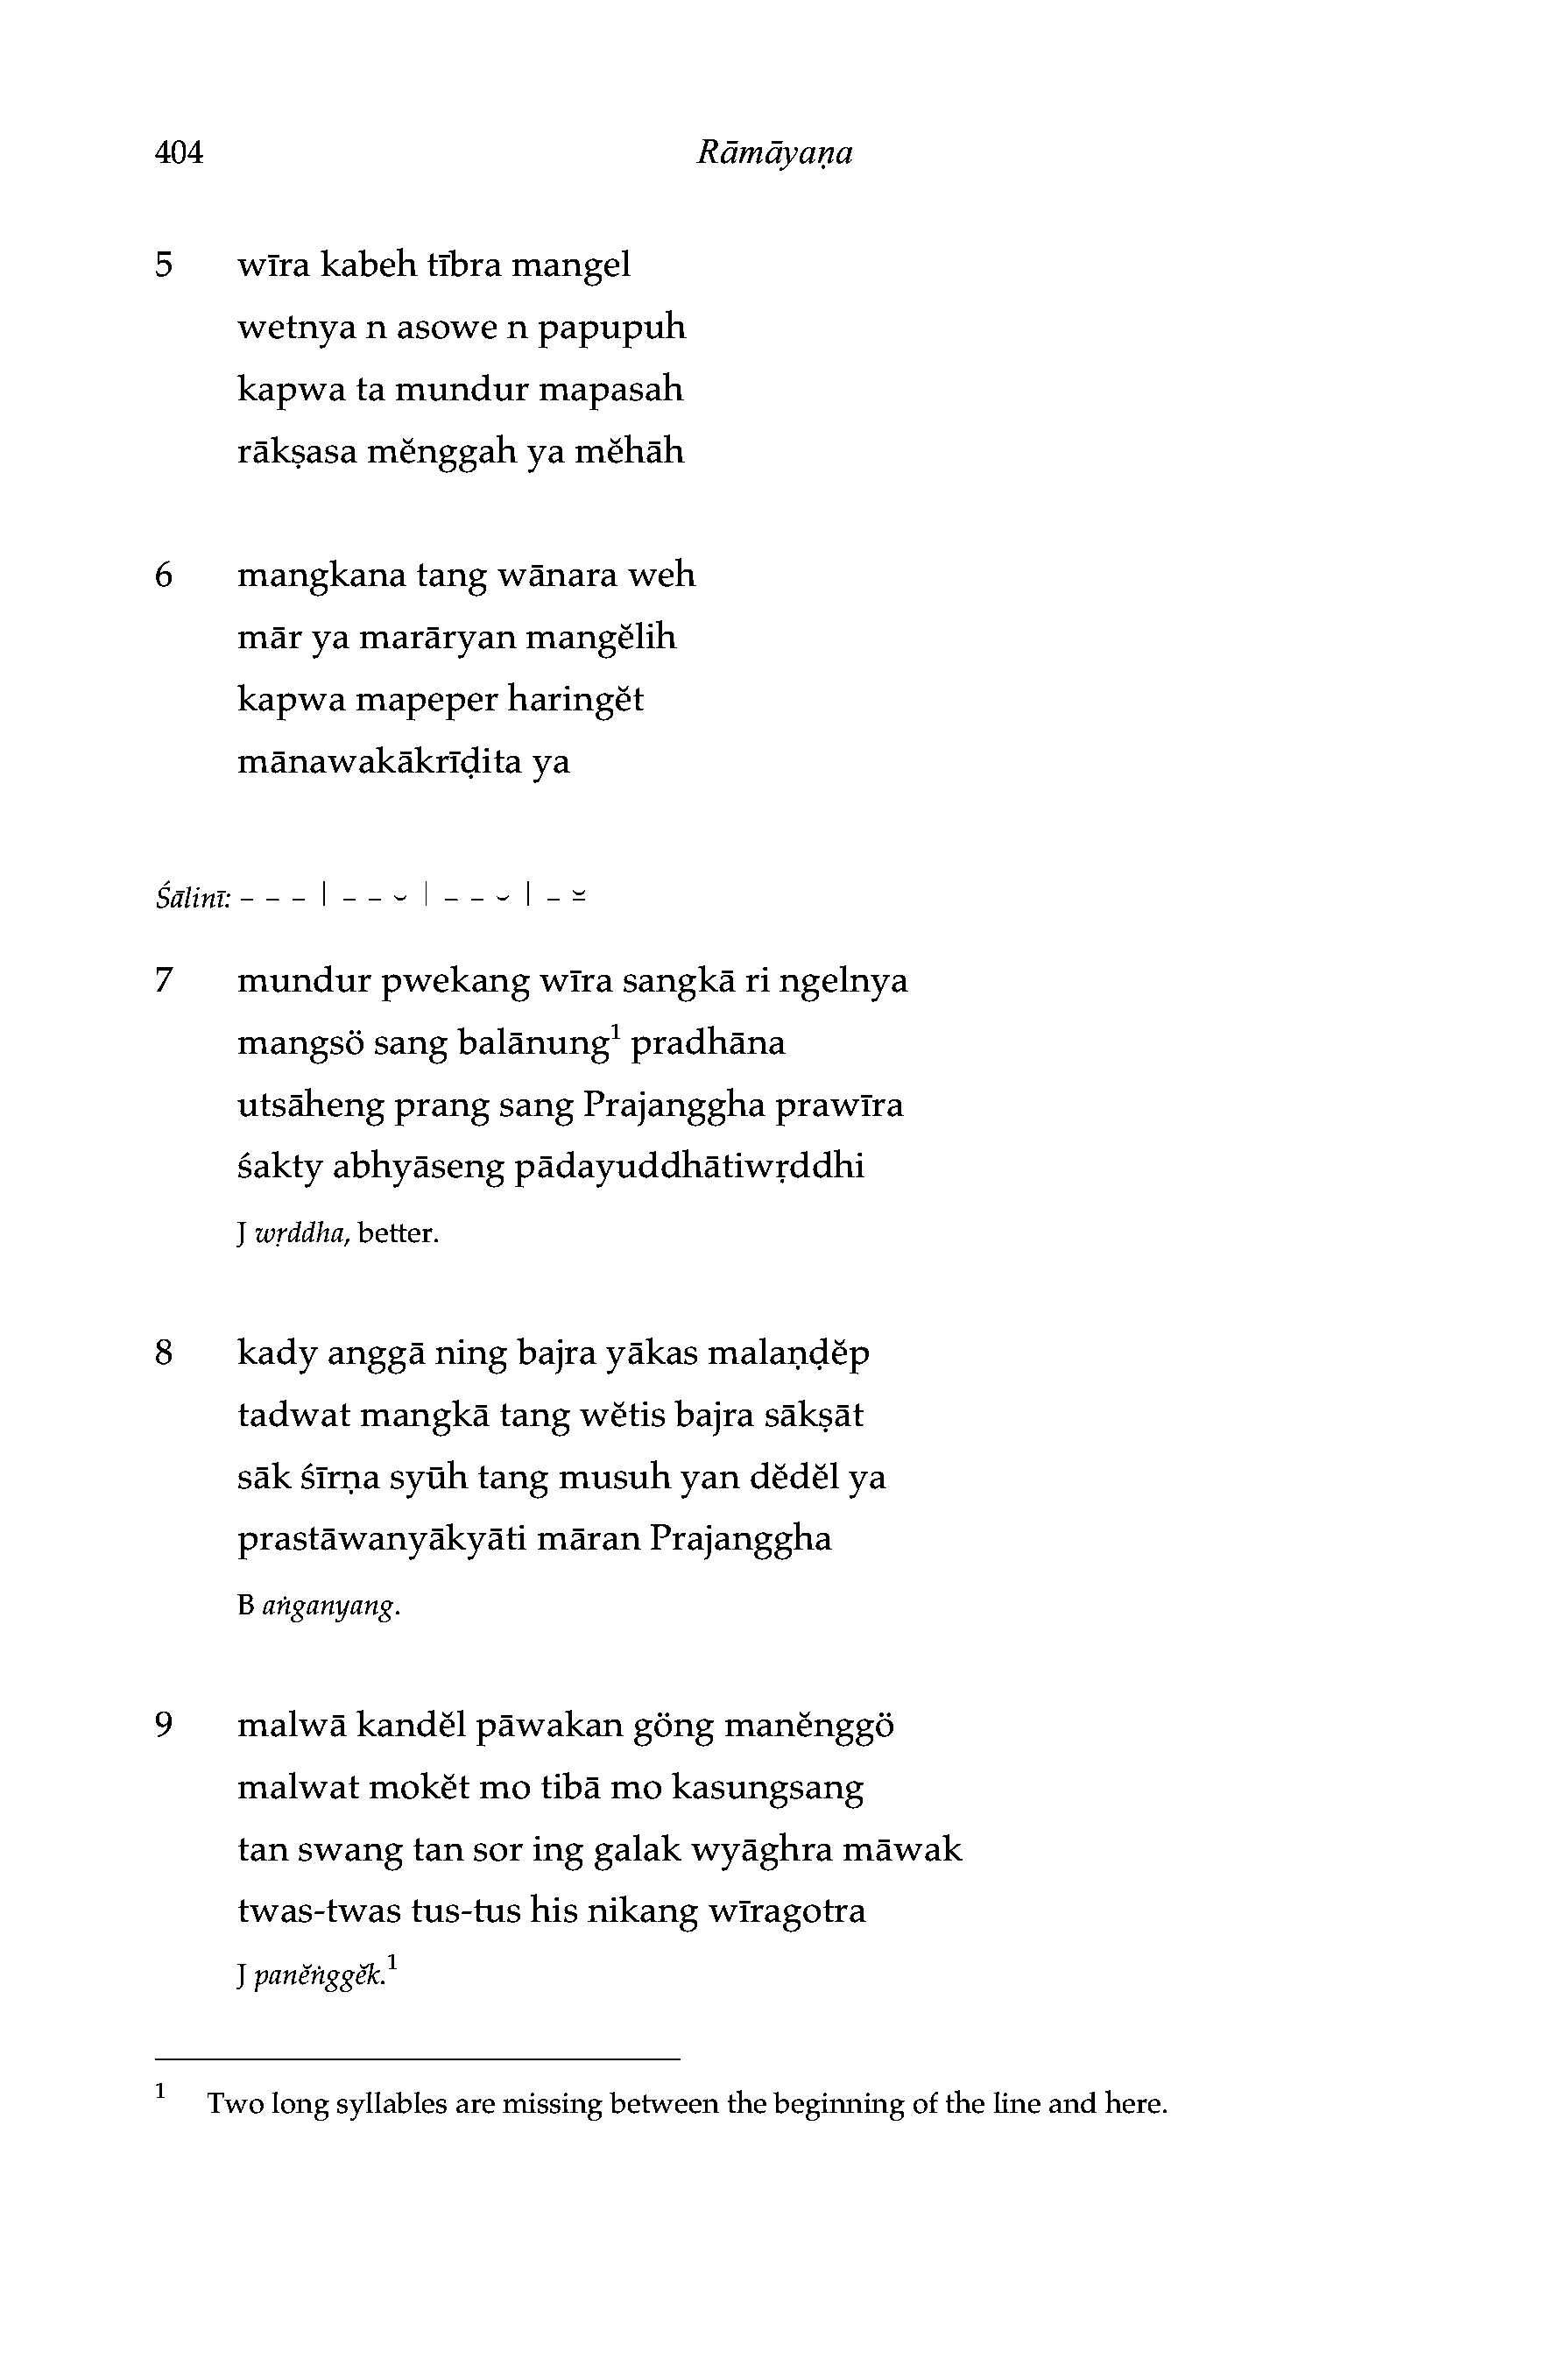 404 Rāmāyaṇa
5 wīra kabeh tībra mangel
wetnya n asowe n papupuh
kapwa ta mundur mapasah
rākṣasa mĕnggah ya mĕhāh
6 mangkana tang wānara weh
mār ya marāryan mangĕlih
kapwa mapeper haringĕt
mānawakākrīḍita ya
Śālinī: – – – | – – ⏑ | – – ⏑ | – ⏓
7 mundur pwekang wīra sangkā ri ngelnya
mangsö sang balānung¹ pradhāna
utsāheng prang sang Prajanggha prawīra
śakty abhyāseng pādayuddhātiwṛddhi
J wṛddha, better.
8 kady anggā ning bajra yākas malaṇḍĕp
tadwat mangkā tang wĕtis bajra sākṣāt
sāk śīrṇa syūh tang musuh yan dĕdĕl ya
prastāwanyākyāti māran Prajanggha
B aṅganyang.
9 malwā kandĕl pāwakan göng manĕnggö
malwat mokĕt mo tibā mo kasungsang
tan swang tan sor ing galak wyāghra māwak
twas-twas tus-tus his nikang wīragotra
J panĕṅggĕk.¹
1 Two long syllables are missing between the beginning of the line and here.